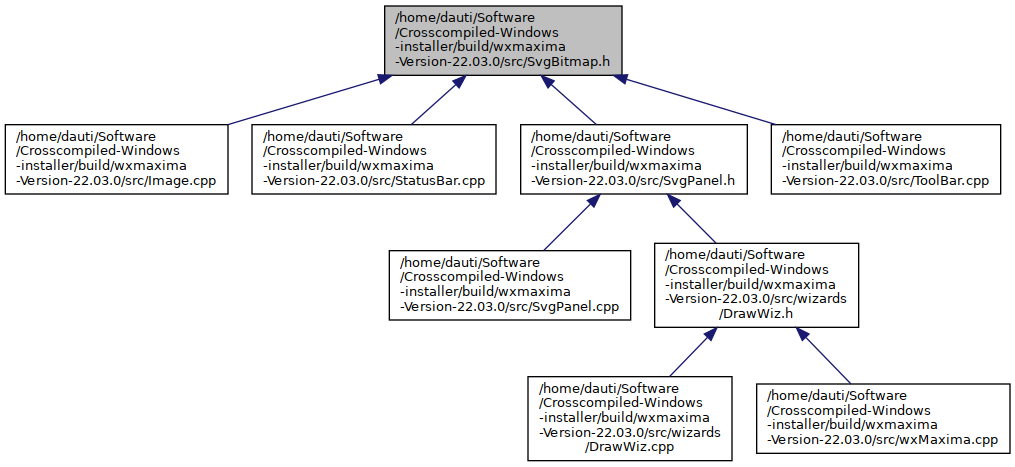 /home/dauti/Software
/Crosscompiled-Windows
-installer/build/wxmaxima
-Version-22.03.0/src/SvgBitmap.h
/home/dauti/Software
/Crosscompiled-Windows
-installer/build/wxmaxima
-Version-22.03.0/src/Image.cpp
/home/dauti/Software
/Crosscompiled-Windows
-installer/build/wxmaxima
-Version-22.03.0/src/StatusBar.cpp
/home/dauti/Software
/Crosscompiled-Windows
-installer/build/wxmaxima
-Version-22.03.0/src/SvgPanel.h
/home/dauti/Software
/Crosscompiled-Windows
-installer/build/wxmaxima
-Version-22.03.0/src/ToolBar.cpp
/home/dauti/Software
/Crosscompiled-Windows
-installer/build/wxmaxima
-Version-22.03.0/src/SvgPanel.cpp
/home/dauti/Software
/Crosscompiled-Windows
-installer/build/wxmaxima
-Version-22.03.0/src/wizards
/DrawWiz.h
/home/dauti/Software
/Crosscompiled-Windows
-installer/build/wxmaxima
-Version-22.03.0/src/wizards
/DrawWiz.cpp
/home/dauti/Software
/Crosscompiled-Windows
-installer/build/wxmaxima
-Version-22.03.0/src/wxMaxima.cpp